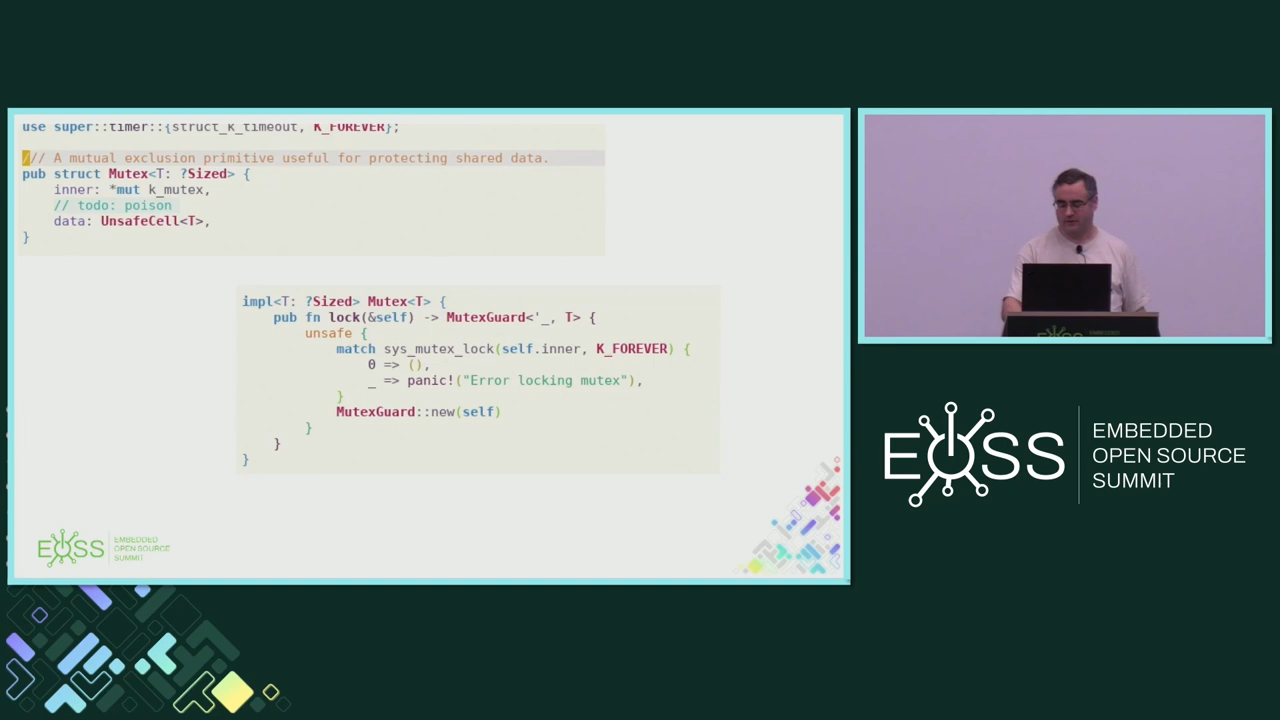 use super::timer::{struct_k_timeout, K_FOREVER};
/// A mutual exclusion primitive useful for protecting shared data.
pub struct Mutex<T: ?Sized> {
    inner: *mut k_mutex,
    // todo: poison
    data: UnsafeCell<T>,
}
impl<T: ?Sized> Mutex<T> {
    pub fn lock(&self) -> MutexGuard<'_, T> {
        unsafe {
            match sys_mutex_lock(self.inner, K_FOREVER) {
                0 => (),
                _ => panic!("Error locking mutex"),
            }
            MutexGuard::new(self)
        }
    }
}
EOSS
EMBEDDED
OPEN SOURCE
SUMMIT
EOSS
EMBEDDED
OPEN SOURCE
SUMMIT